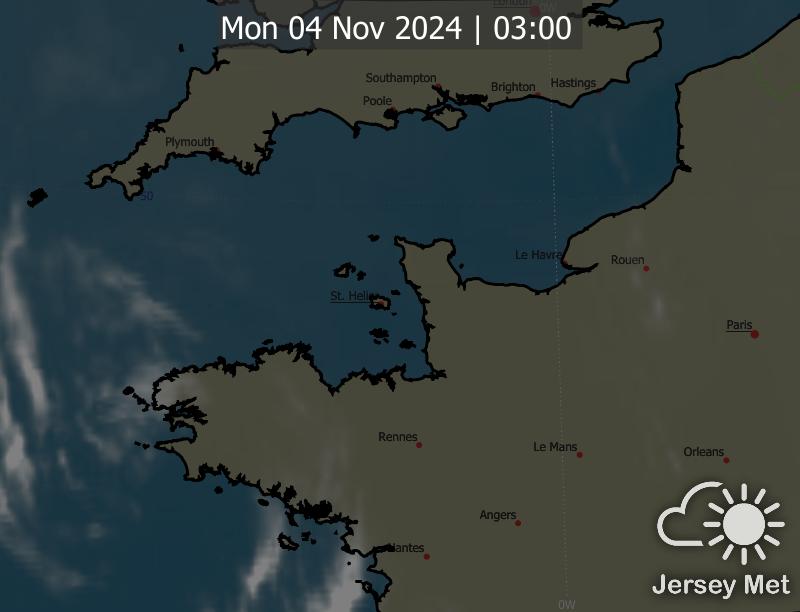 London
0W
Mon 04 Nov 2024 | 03:00
Southampton
Brighton
Hastings
Poole
Plymouth
50
Le Havre
Rouen
St. Helier
Paris
Rennes
Le Mans
Orleans
Angers
Nantes
Jersey Met
0W